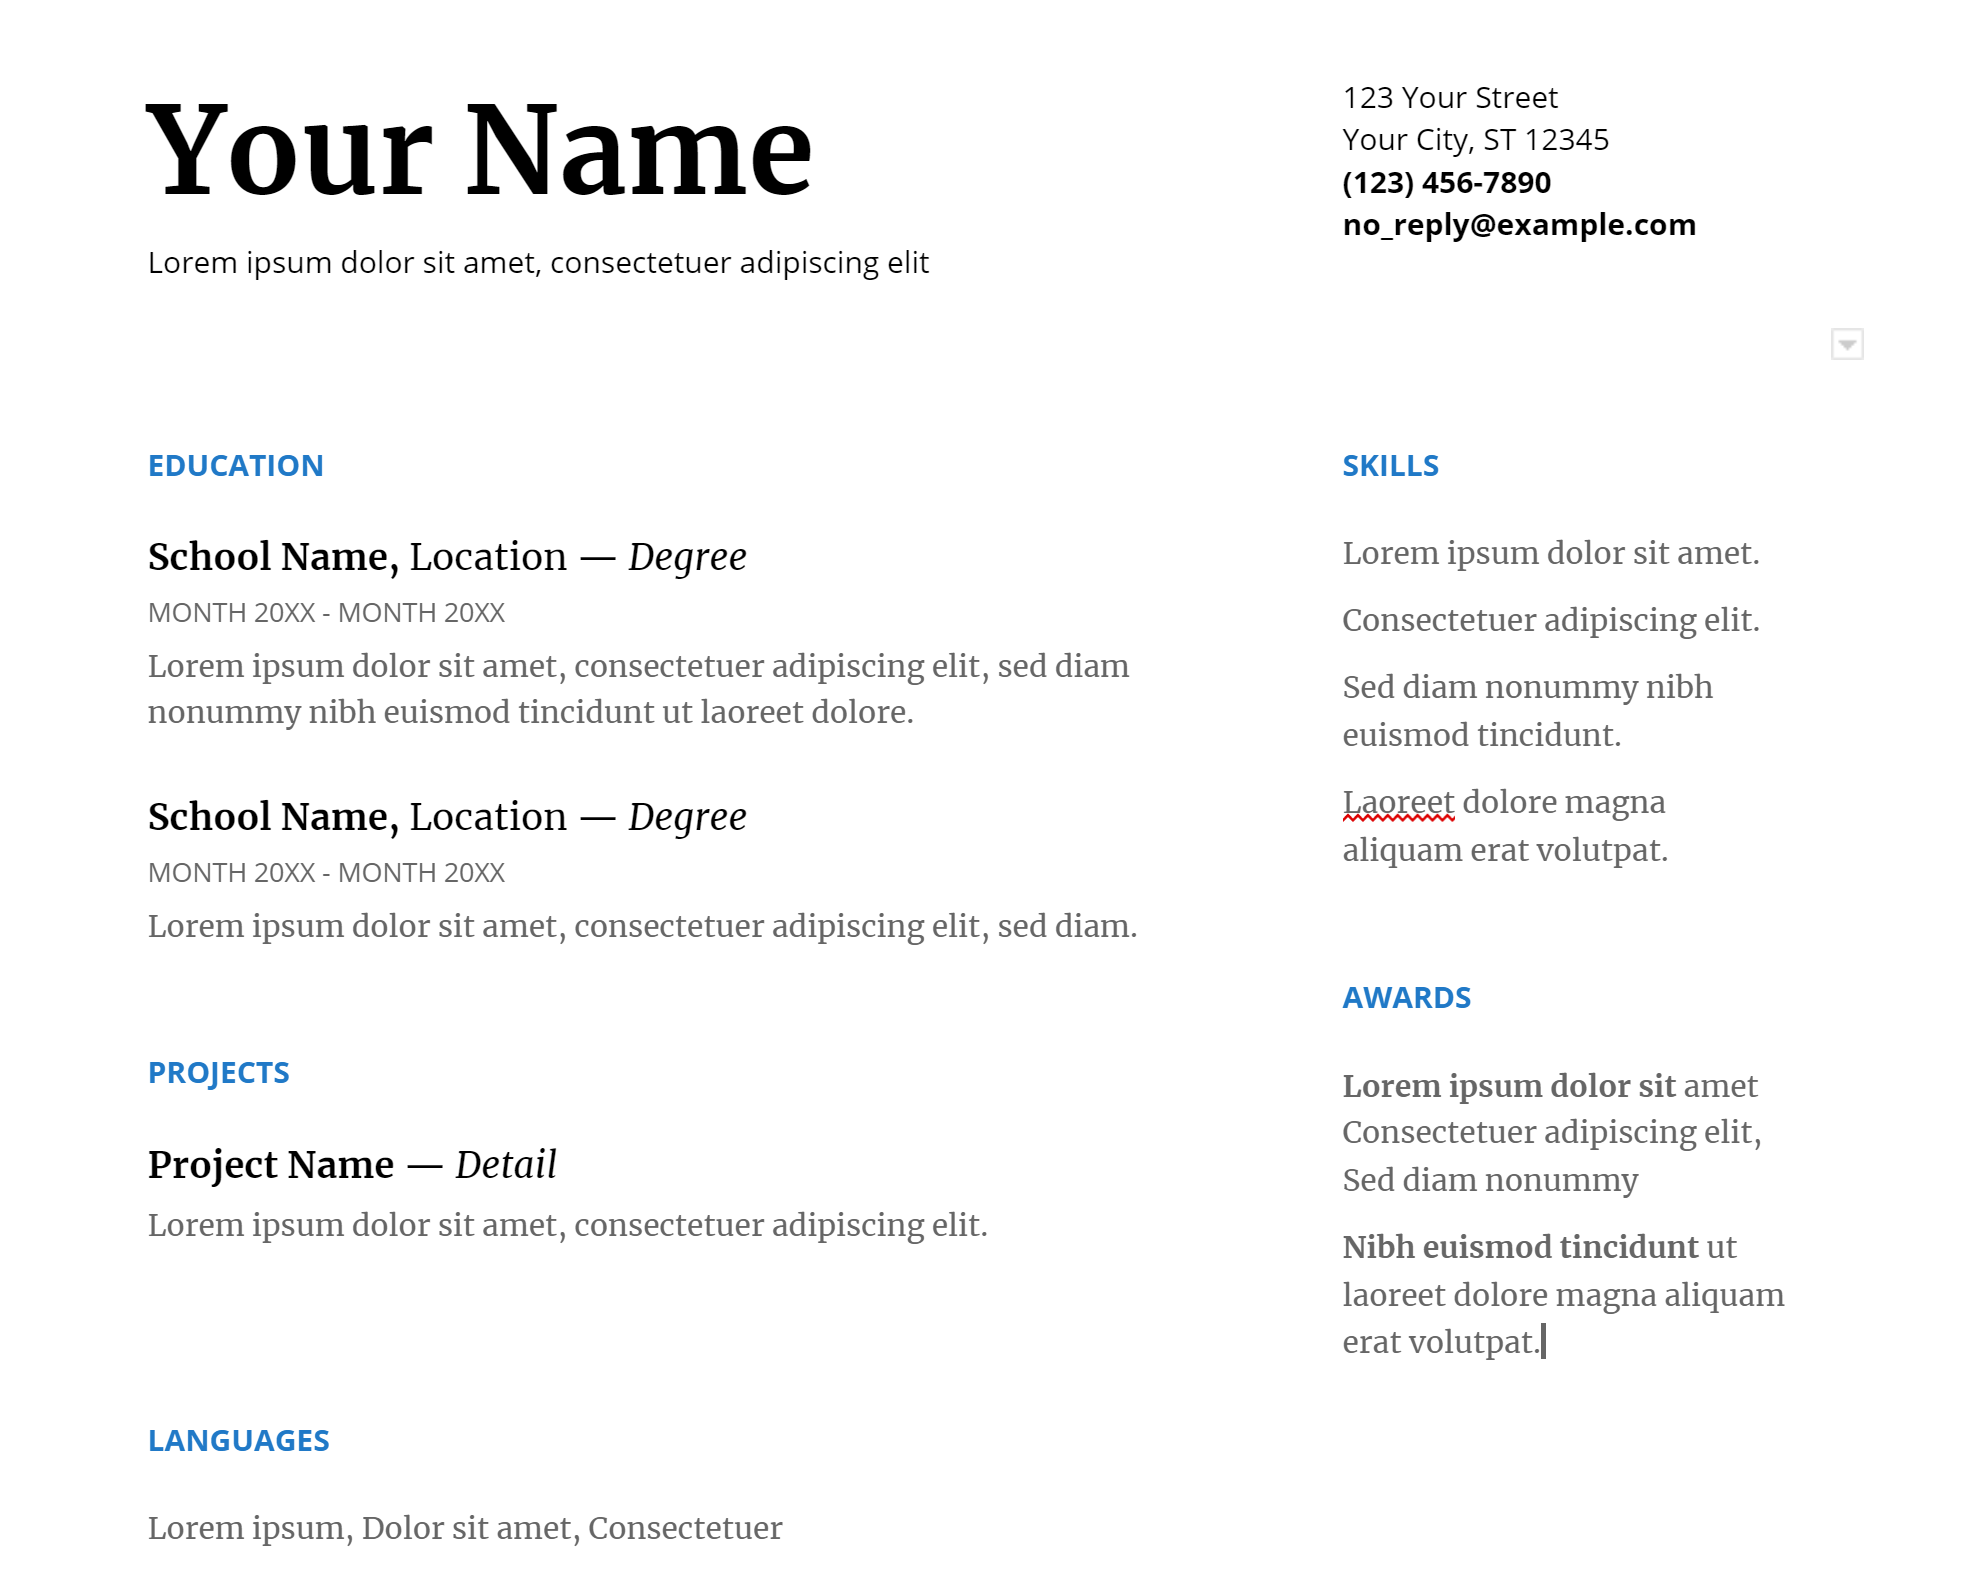 Your Name
Lorem ipsum dolor sit amet, consectetuer adipiscing elit
123 Your Street
Your City, ST 12345
(123) 456-7890
no_reply@example.com
EDUCATION
School Name, Location — Degree
MONTH 20XX - MONTH 20XX
Lorem ipsum dolor sit amet, consectetuer adipiscing elit, sed diam
nonummy nibh euismod tincidunt ut laoreet dolore.
School Name, Location — Degree
MONTH 20XX - MONTH 20XX
Lorem ipsum dolor sit amet, consectetuer adipiscing elit, sed diam.
PROJECTS
Project Name — Detail
Lorem ipsum dolor sit amet, consectetuer adipiscing elit.
LANGUAGES
Lorem ipsum, Dolor sit amet, Consectetuer
SKILLS
Lorem ipsum dolor sit amet.
Consectetuer adipiscing elit.
Sed diam nonummy nibh
euismod tincidunt.
Laoreet dolore magna
aliquam erat volutpat.
AWARDS
Lorem ipsum dolor sit amet
Consectetuer adipiscing elit,
Sed diam nonummy
Nibh euismod tincidunt ut
laoreet dolore magna aliquam
erat volutpat.